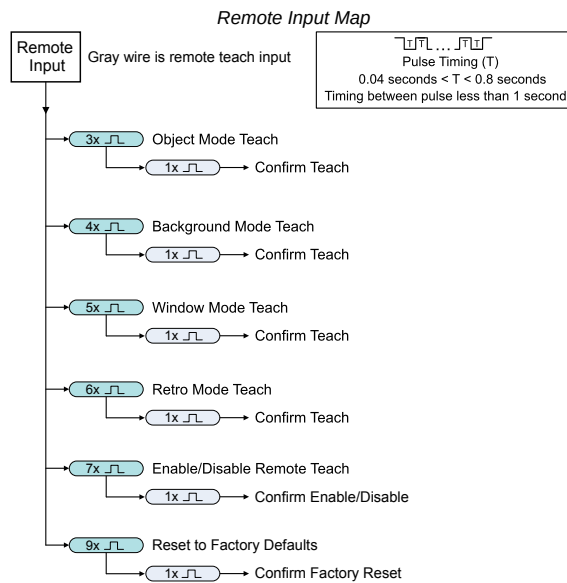 Remote Input Map
Remote
Input
Gray wire is remote teach input
T T ... T T
Pulse Timing (T)
0.04 seconds < T < 0.8 seconds
Timing between pulse less than 1 second
3x
Object Mode Teach
1x
Confirm Teach
4x
Background Mode Teach
1x
Confirm Teach
5x
Window Mode Teach
1x
Confirm Teach
6x
Retro Mode Teach
1x
Confirm Teach
7x
Enable/Disable Remote Teach
1x
Confirm Enable/Disable
9x
Reset to Factory Defaults
1x
Confirm Factory Reset